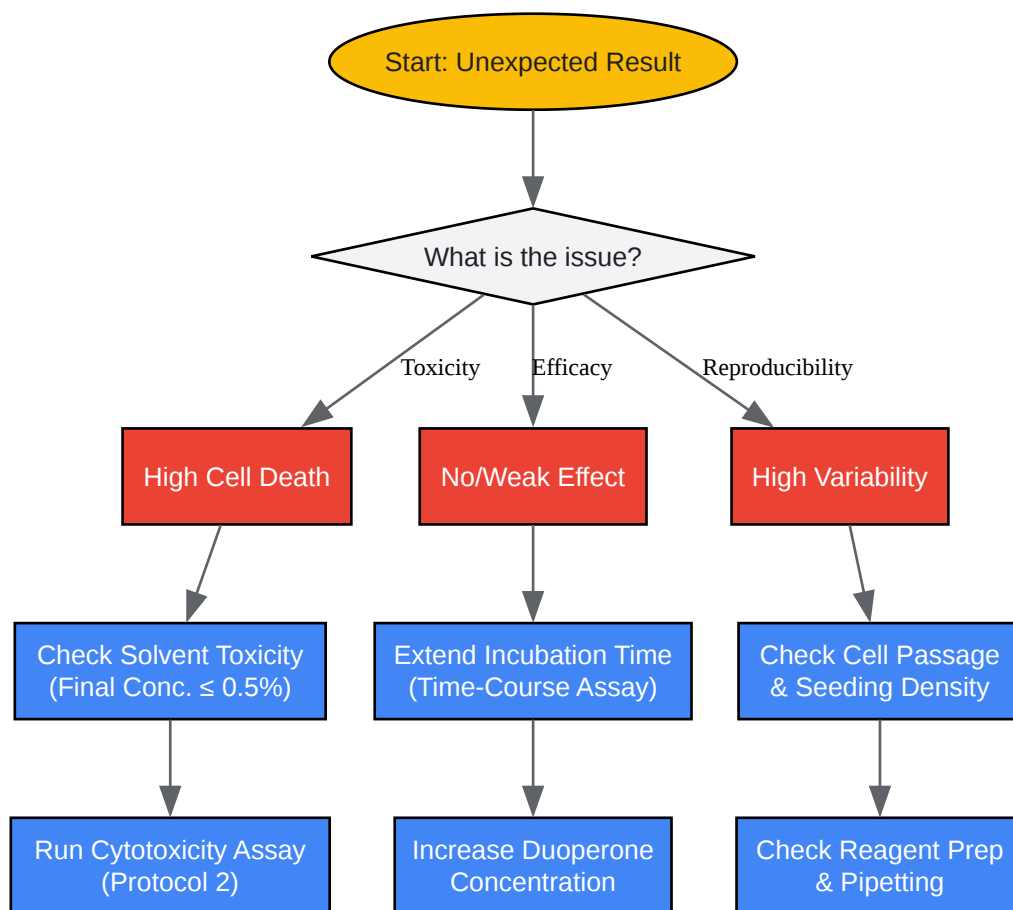 Start: Unexpected Result
What is the issue?
Toxicity
Efficacy
Reproducibility
High Cell Death
No/Weak Effect
High Variability
Check Solvent Toxicity
(Final Conc. ≤ 0.5%)
Extend Incubation Time
(Time-Course Assay)
Check Cell Passage
& Seeding Density
Run Cytotoxicity Assay
(Protocol 2)
Increase Duoperone
Concentration
Check Reagent Prep
& Pipetting